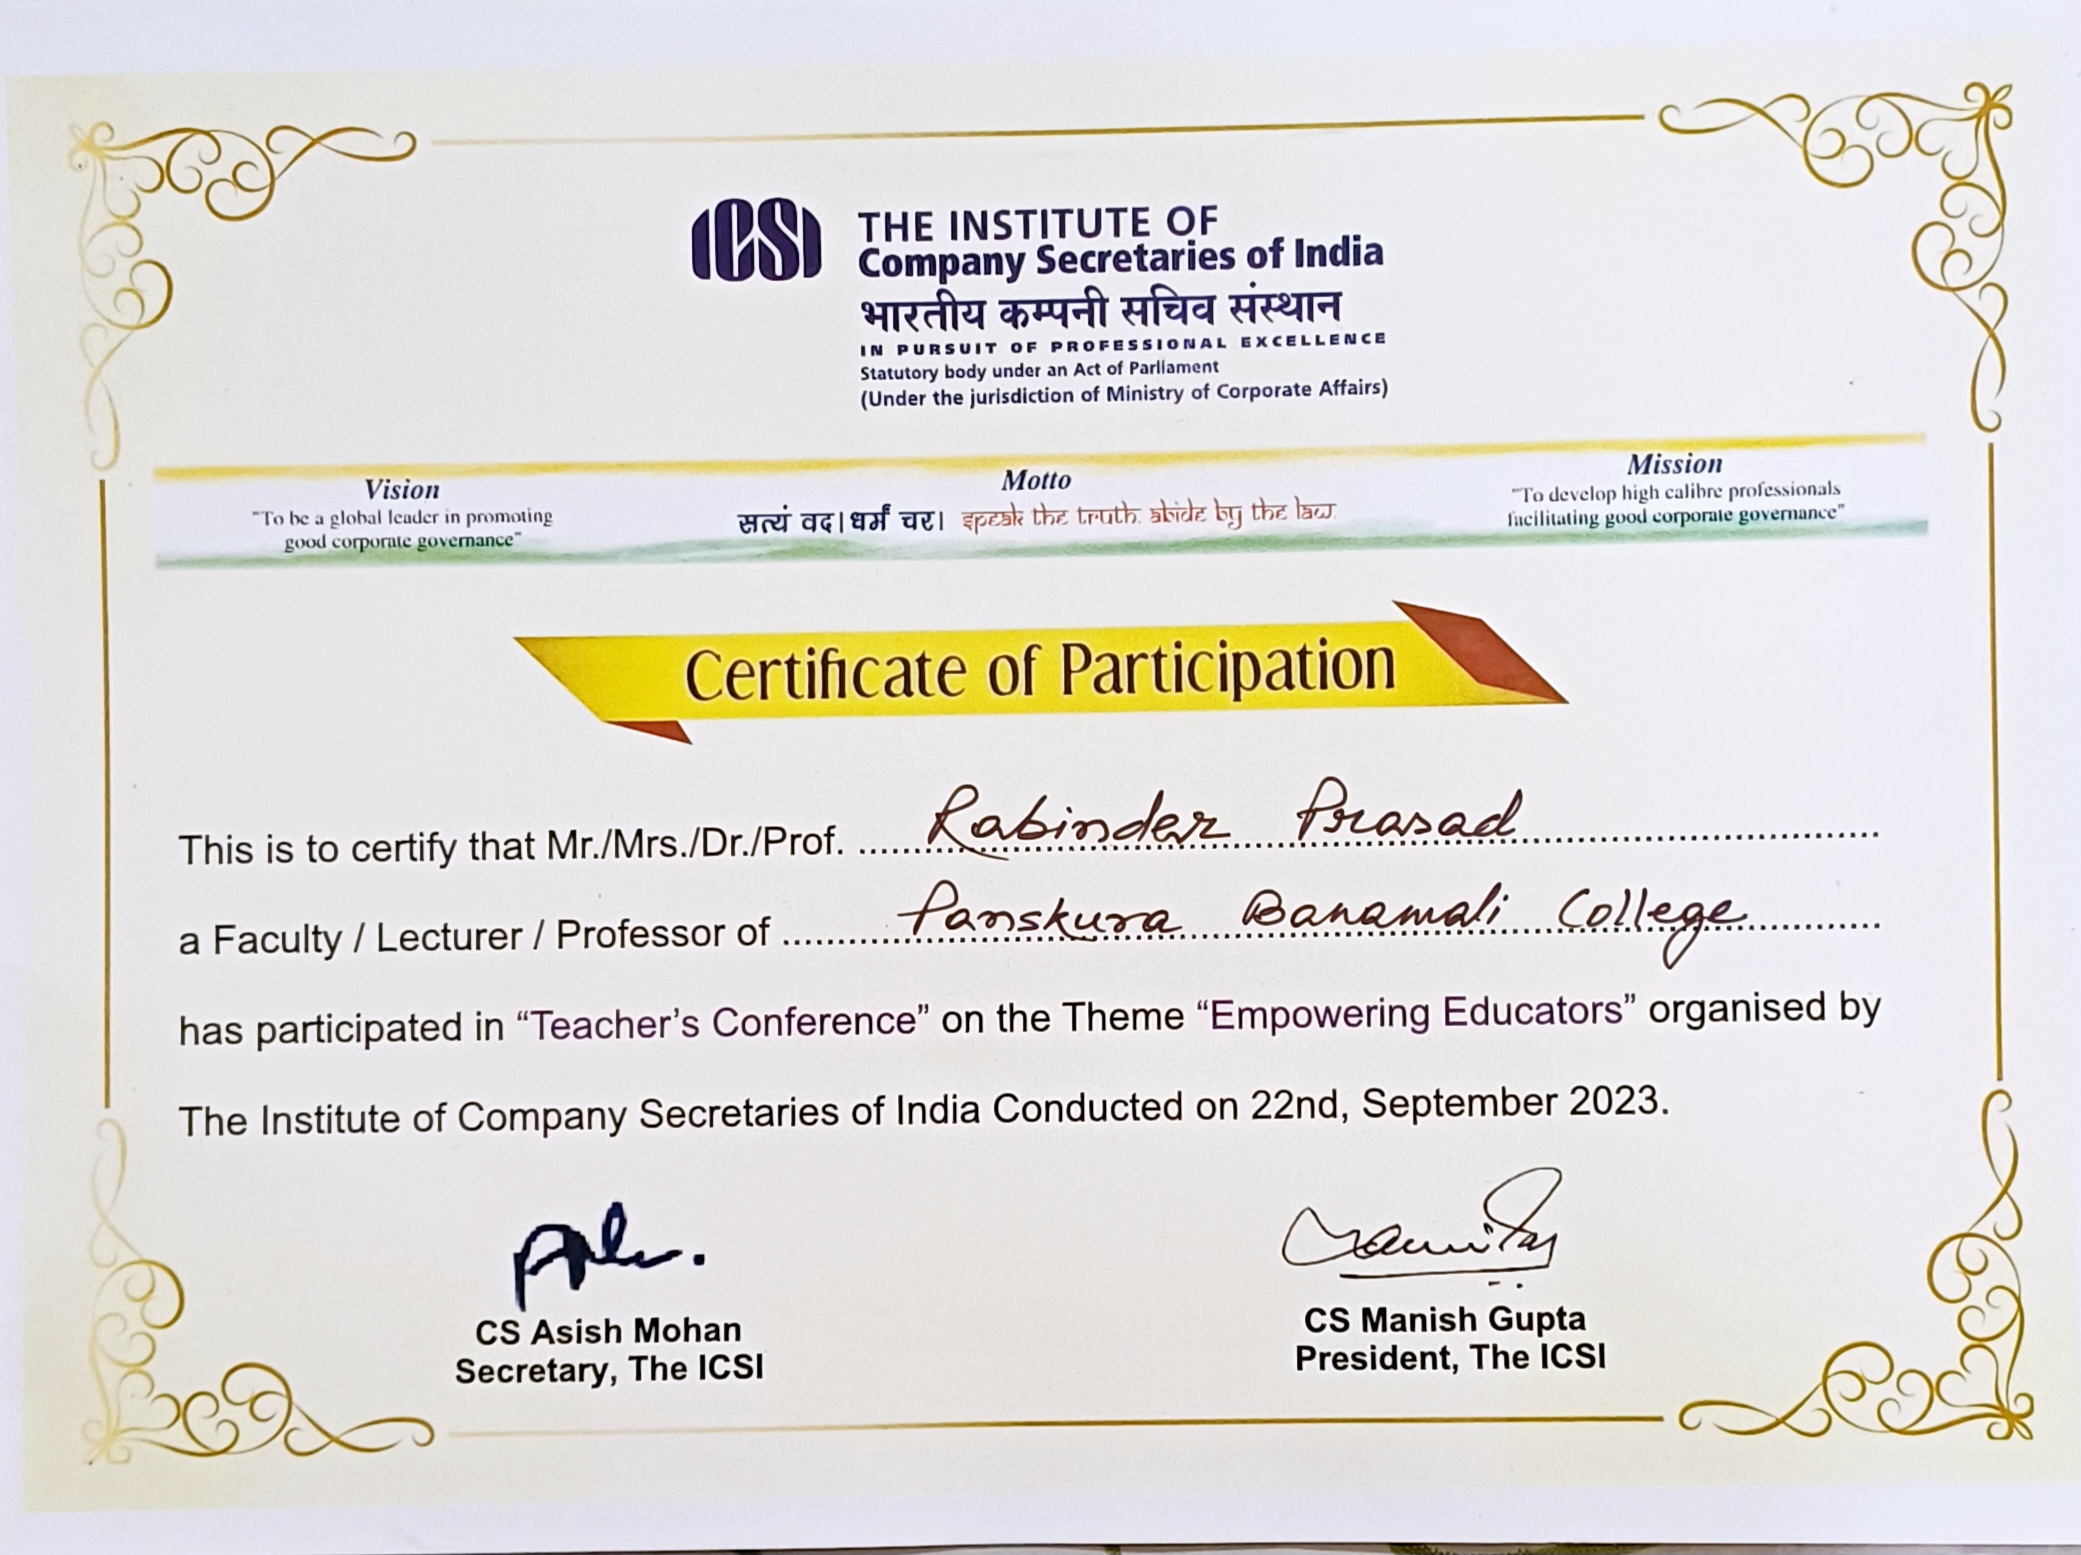 ICSI
THE INSTITUTE OF
Company Secretaries of India
भारतीय कम्पनी सचिव संस्थान
IN PURSUIT OF PROFESSIONAL EXCELLENCE
Statutory body under an Act of Parliament
(Under the jurisdiction of Ministry of Corporate Affairs)
Vision
"To be a global leader in promoting
good corporate governance"
Motto
सत्यं वद। धर्मं चर। speak the truth. abide by the law.
Mission
"To develop high calibre professionals
facilitating good corporate governance"
Certificate of Participation
This is to certify that Mr./Mrs./Dr./Prof. Rabinder Prasad
a Faculty / Lecturer / Professor of Panskura Banamali College
has participated in “Teacher’s Conference” on the Theme “Empowering Educators” organised by
The Institute of Company Secretaries of India Conducted on 22nd, September 2023.
CS Asish Mohan
Secretary, The ICSI
CS Manish Gupta
President, The ICSI